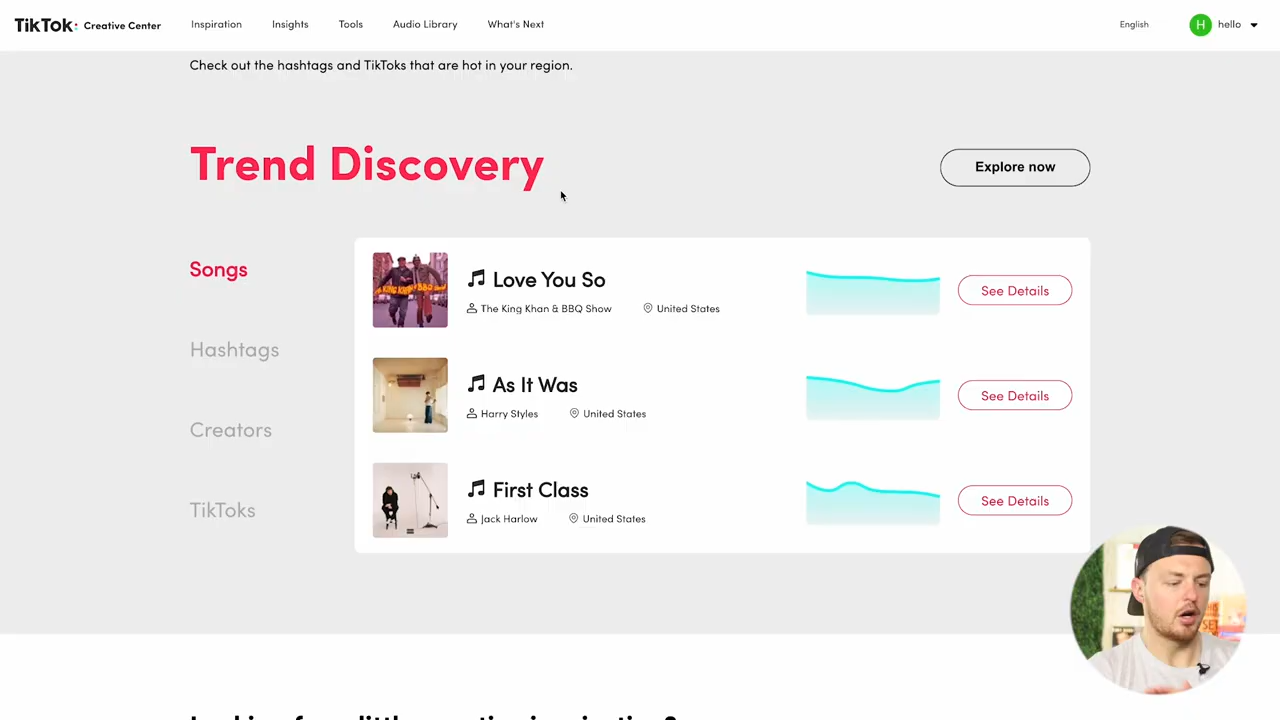 TikTok: Creative Center
Inspiration
Insights
Tools
Audio Library
What's Next
English
H
hello
Check out the hashtags and TikToks that are hot in your region.
Trend Discovery
Explore now
Songs
Hashtags
Creators
TikToks
Love You So
The King Khan & BBQ Show
United States
See Details
As It Was
Harry Styles
United States
See Details
First Class
Jack Harlow
United States
See Details